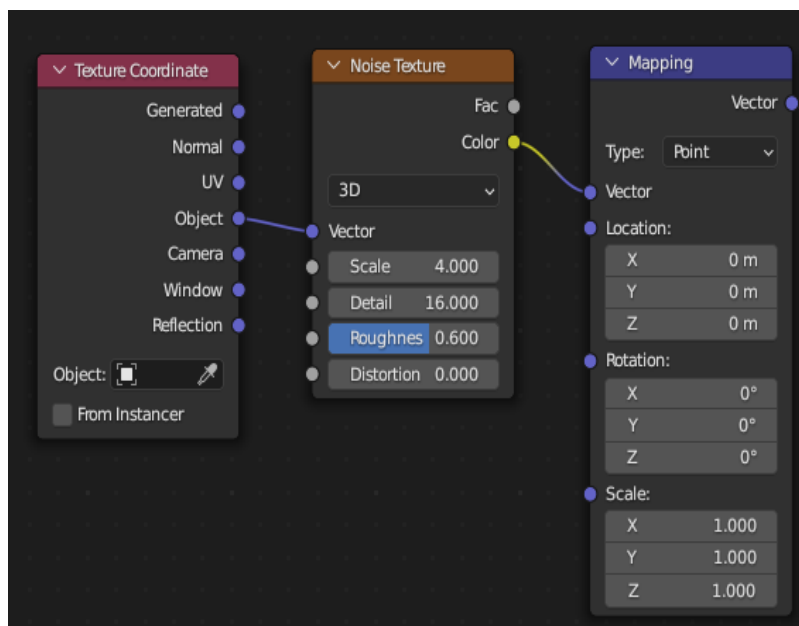 Texture Coordinate
Generated
Normal
UV
Object
Camera
Window
Reflection
Object:
From Instancer
Noise Texture
Fac
Color
3D
Vector
Scale 4.000
Detail 16.000
Roughnes 0.600
Distortion 0.000
Mapping
Vector
Type: Point
Vector
Location:
X 0 m
Y 0 m
Z 0 m
Rotation:
X 0°
Y 0°
Z 0°
Scale:
X 1.000
Y 1.000
Z 1.000